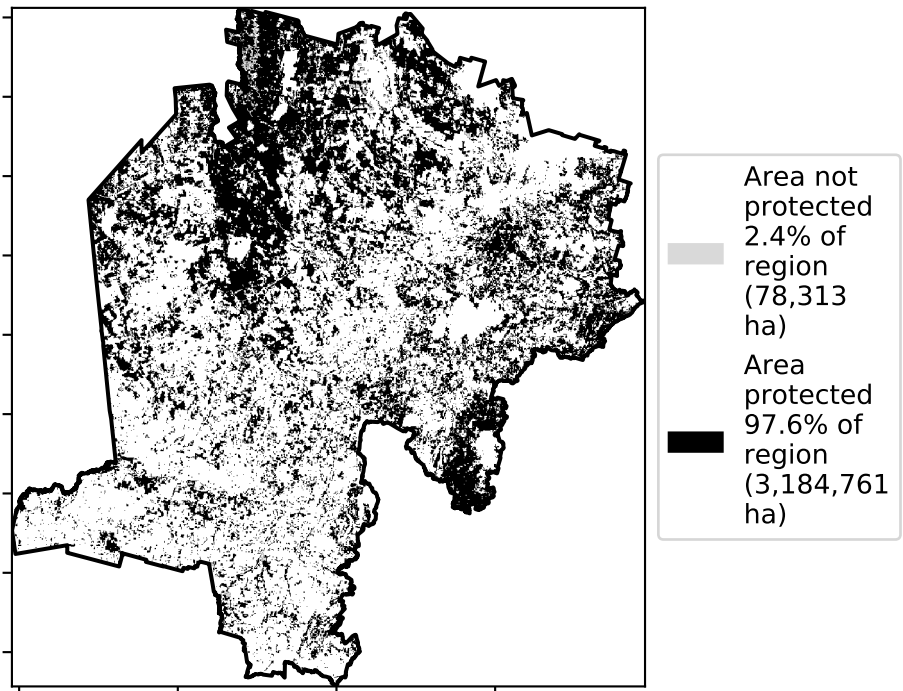 Area not
protected
2.4% of
region
(78,313
ha)
Area
protected
97.6% of
region
(3,184,761
ha)